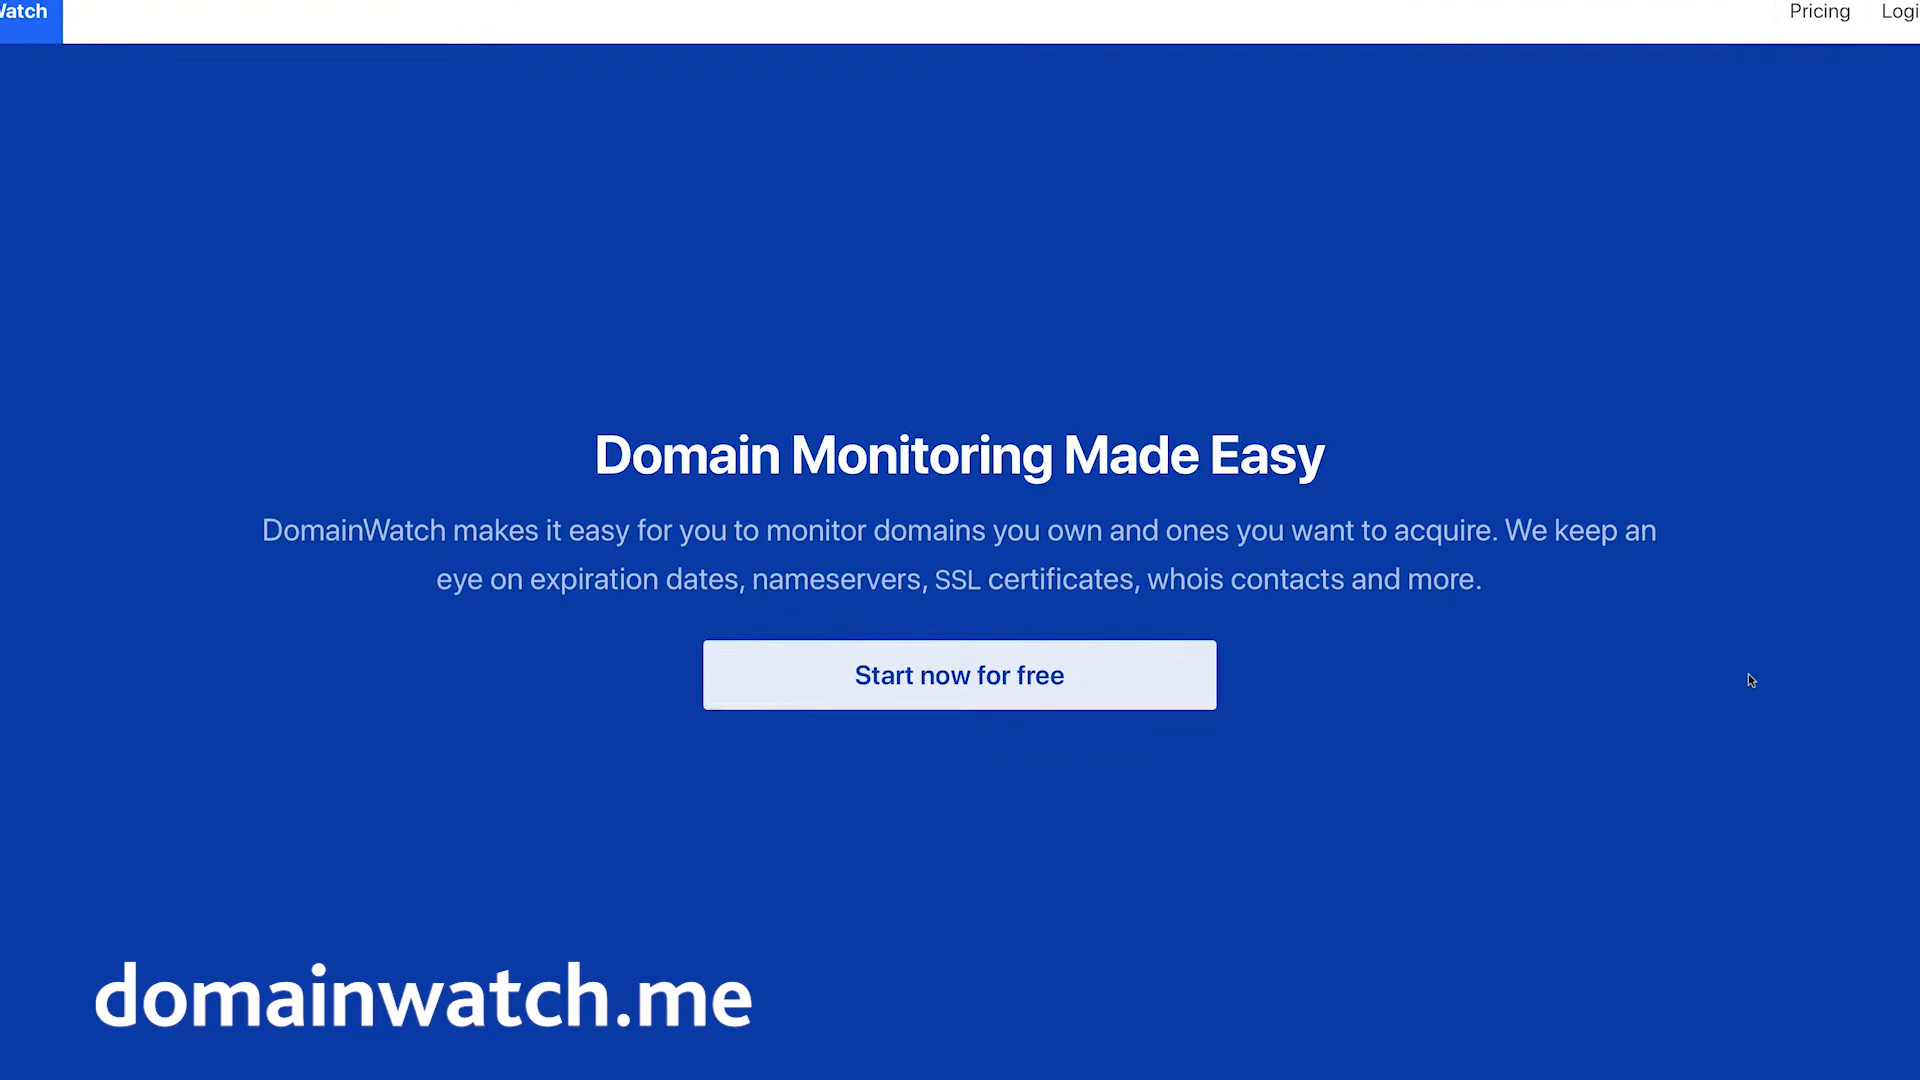 Watch
Pricing
Logi
Domain Monitoring Made Easy
DomainWatch makes it easy for you to monitor domains you own and ones you want to acquire. We keep an
eye on expiration dates, nameservers, SSL certificates, whois contacts and more.
Start now for free
domainwatch.me